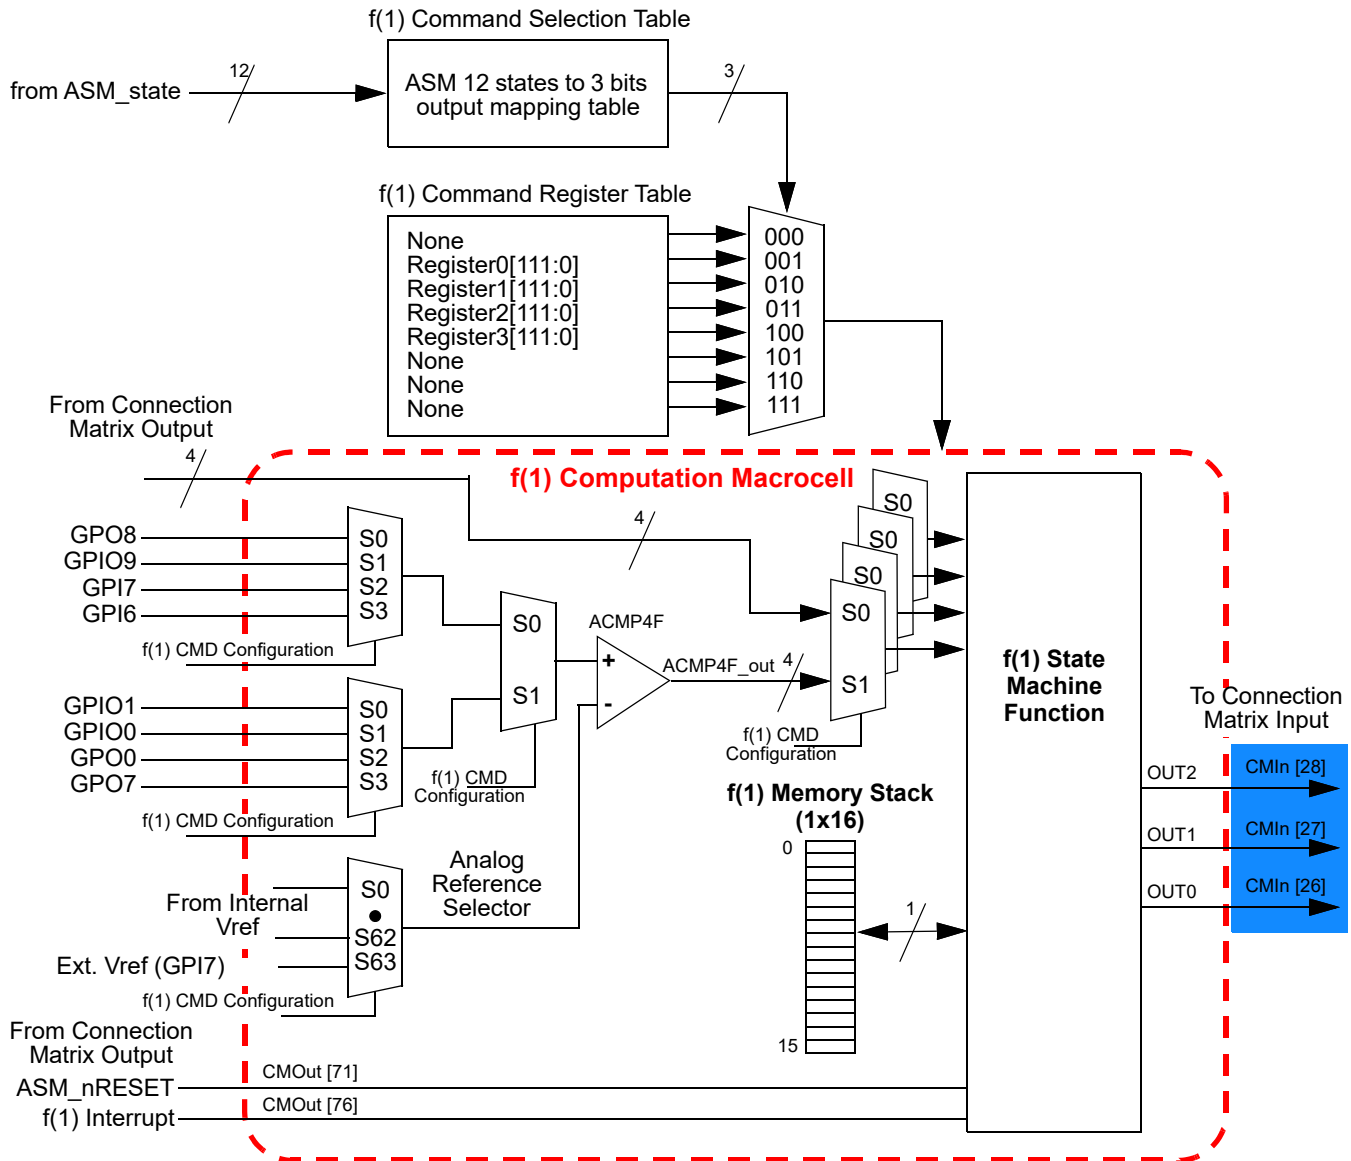 f(1) Command Selection Table
from ASM_state
12
ASM 12 states to 3 bits
output mapping table
3
f(1) Command Register Table
None
Register0[111:0]
Register1[111:0]
Register2[111:0]
Register3[111:0]
None
None
None
000
001
010
011
100
101
110
111
From Connection
Matrix Output
4
f(1) Computation Macrocell
4
GPO8
GPIO9
GPI7
GPI6
S0
S1
S2
S3
f(1) CMD Configuration
GPIO1
GPIO0
GPO0
GPO7
S0
S1
S2
S3
f(1) CMD Configuration
S0
S1
f(1) CMD
Configuration
ACMP4F
+
-
ACMP4F_out
4
S0
S0
S0
S0
S1
f(1) CMD
Configuration
f(1) State
Machine
Function
To Connection
Matrix Input
OUT2
CMIn [28]
OUT1
CMIn [27]
OUT0
CMIn [26]
f(1) Memory Stack
(1x16)
0
15
1
Analog
Reference
Selector
From Internal
Vref
Ext. Vref (GPI7)
S0
S62
S63
f(1) CMD Configuration
From Connection
Matrix Output
ASM_nRESET
CMOut [71]
f(1) Interrupt
CMOut [76]